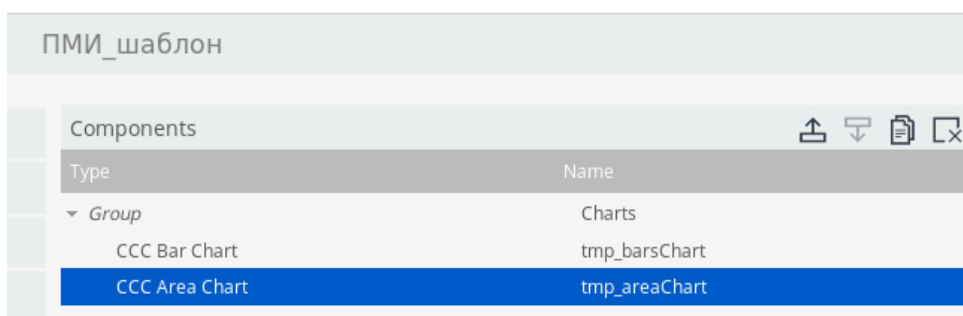 ПМИ_шаблон
Components
Type Name
Group Charts
CCC Bar Chart tmp_barsChart
CCC Area Chart tmp_areaChart